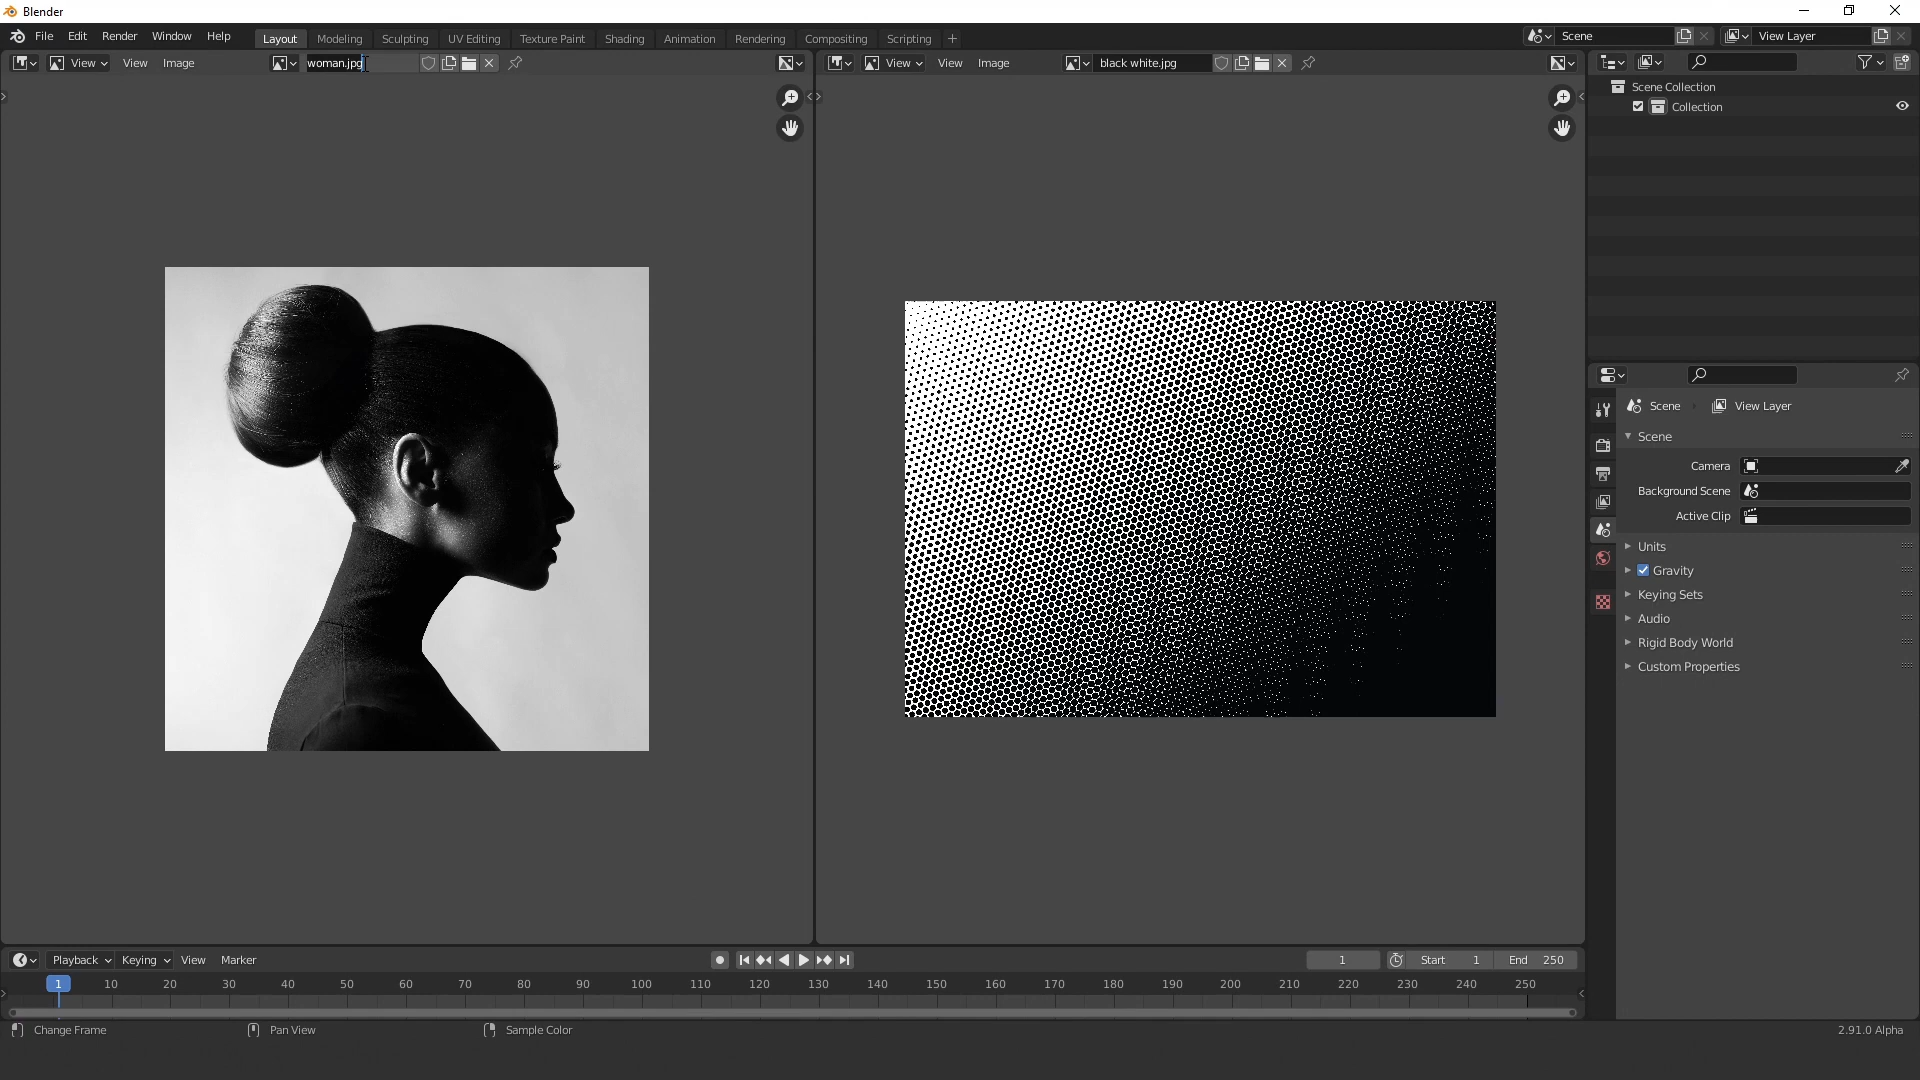 Blender
File Edit Render Window Help Layout Modeling Sculpting UV Editing Texture Paint Shading Animation Rendering Compositing Scripting + Scene View Layer
View View Image woman.jpg
View View Image black white.jpg
Scene Collection
Collection
Scene View Layer
Scene
Camera
Background Scene
Active Clip
Units
Gravity
Keying Sets
Audio
Rigid Body World
Custom Properties
Playback Keying View Marker 1 Start 1 End 250
1 10 20 30 40 50 60 70 80 90 100 110 120 130 140 150 160 170 180 190 200 210 220 230 240 250
Change Frame Pan View Sample Color 2.91.0 Alpha